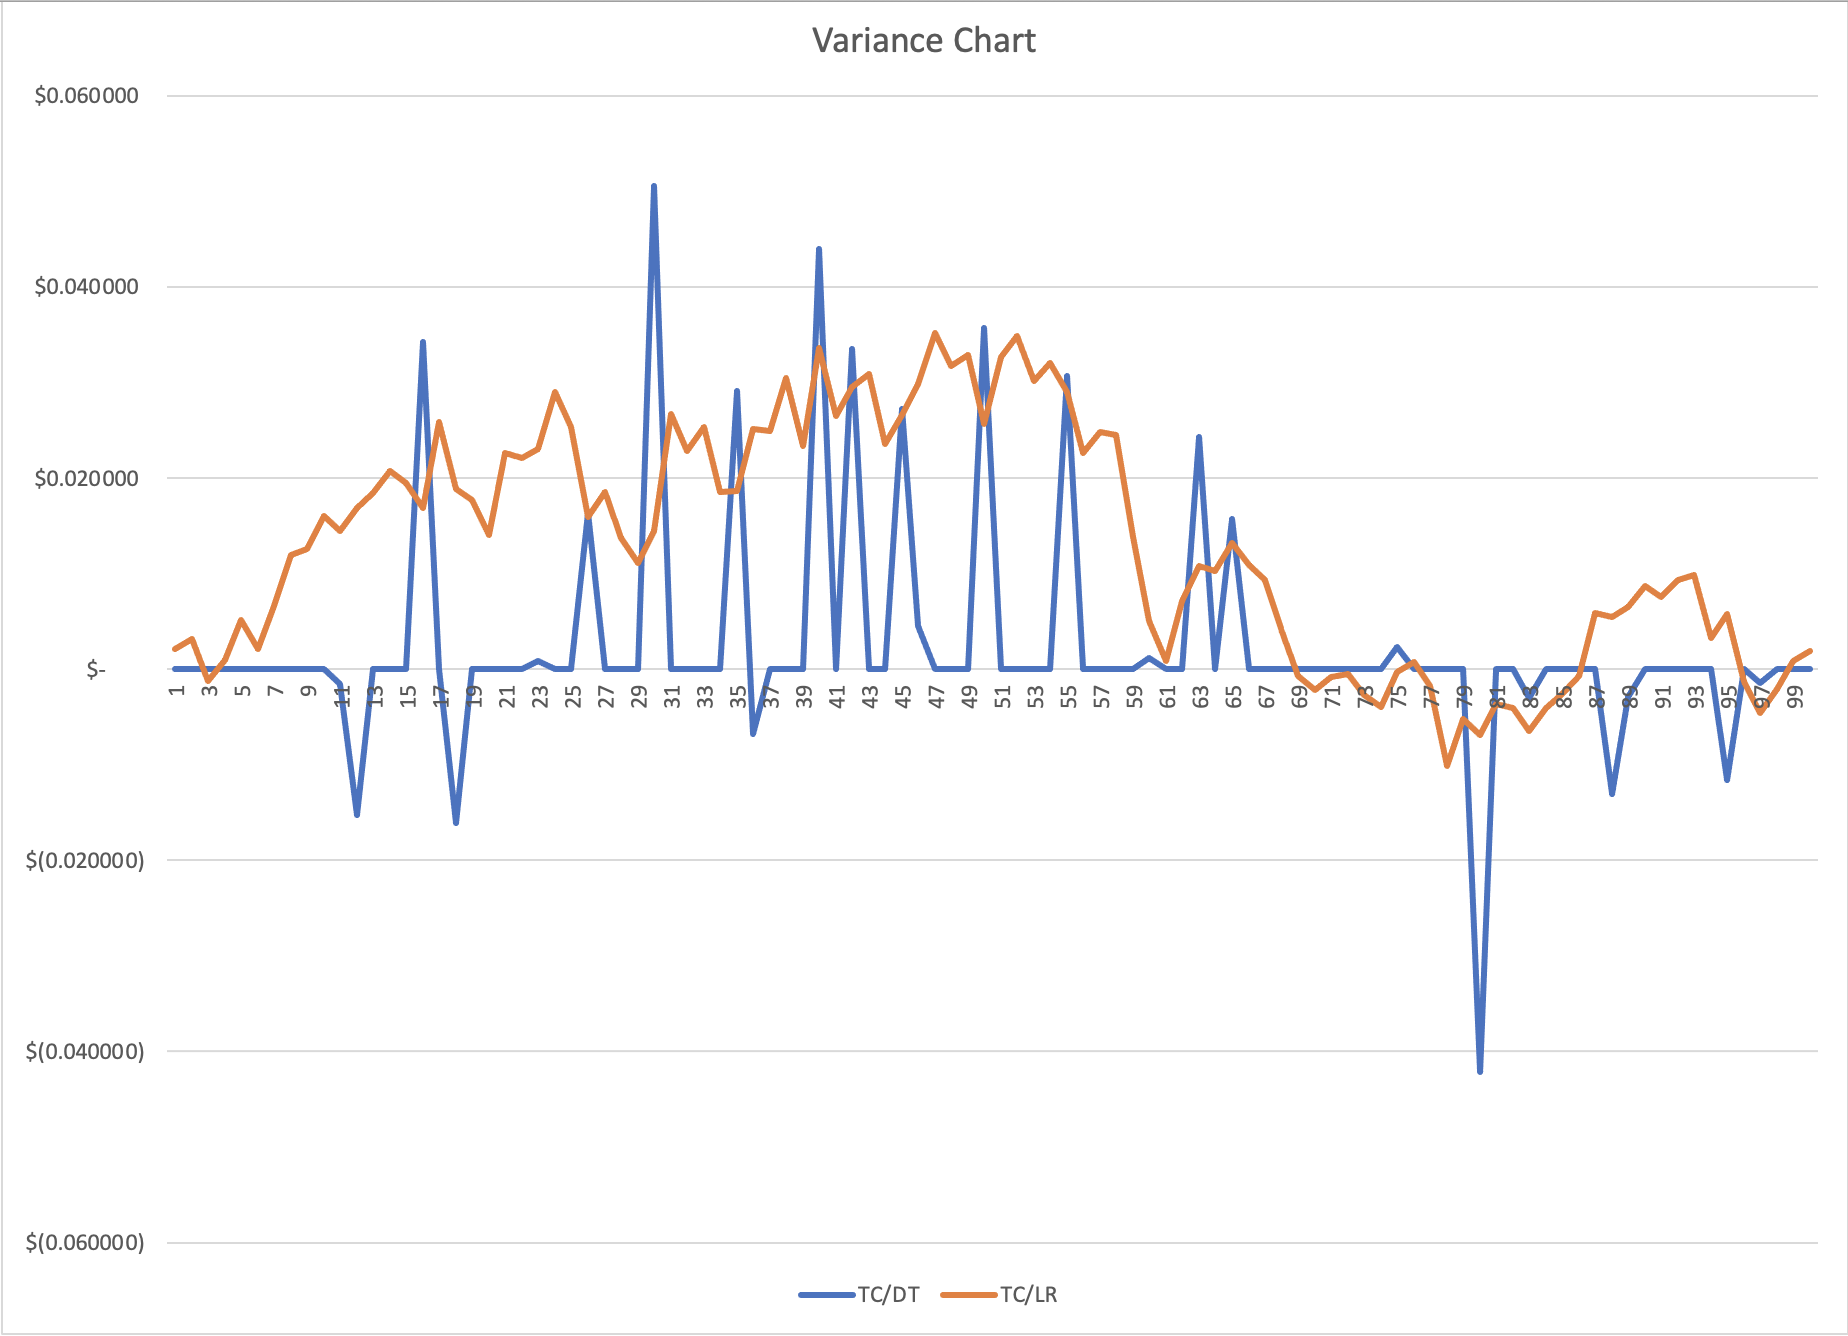 Variance Chart
$0.060000
$0.040000
$0.020000
$-
1 3 5 7 9 11 13 15 17 19 21 23 25 27 29 31 33 35 37 39 41 43 45 47 49 51 53 55 57 59 61 63 65 67 69 71 73 75 77 79 81 83 85 87 89 91 93 95 97 99
$(0.020000)
$(0.040000)
$(0.060000)
TC/DT TC/LR